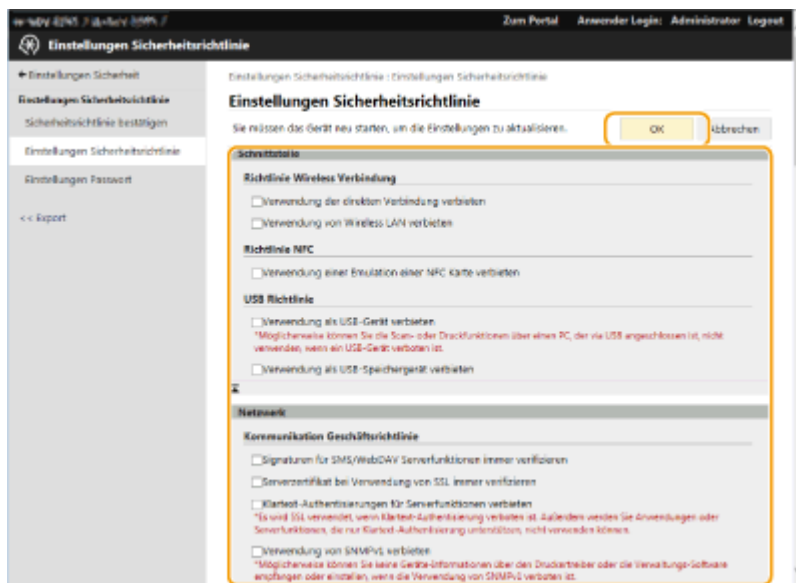 Zum Portal Anwender Login: Administrator Logout
Einstellungen Sicherheitsrichtlinie
Einstellungen Sicherheit
Einstellungen Sicherheitsrichtlinie : Einstellungen Sicherheitsrichtlinie
Einstellungen Sicherheitsrichtlinie
Sicherheitsrichtlinie bestätigen
Einstellungen Sicherheitsrichtlinie
Einstellungen Passwort
<< Export
Einstellungen Sicherheitsrichtlinie
Sie müssen das Gerät neu starten, um die Einstellungen zu aktualisieren.
OK
Abbrechen
Schnittstelle
Richtlinie Wireless Verbindung
Verwendung der direkten Verbindung verbieten
Verwendung von Wireless LAN verbieten
Richtlinie NFC
Verwendung einer Emulation einer NFC Karte verbieten
USB Richtlinie
Verwendung als USB-Gerät verbieten
*Möglicherweise können Sie die Scan- oder Druckfunktionen über einen PC, der via USB angeschlossen ist, nicht
verwenden, wenn ein USB-Gerät verboten ist.
Verwendung als USB-Speichergerät verbieten
Netzwerk
Kommunikation Geschäftsrichtlinie
Signaturen für SMS/WebDAV Serverfunktionen immer verifizieren
Serverzertifikat bei Verwendung von SSL immer verifizieren
Klartext-Authentisierungen für Serverfunktionen verbieten
*Es wird SSL verwendet, wenn Klartext-Authentisierung verboten ist. Außerdem werden Sie Anwendungen oder
Serverfunktionen, die nur Klartext-Authentisierung unterstützen, nicht verwenden können.
Verwendung von SNMPv1 verbieten
*Möglicherweise können Sie keine Geräte-Informationen über den Druckertreiber oder die Verwaltungs-Software
empfangen oder einstellen, wenn die Verwendung von SNMPv1 verboten ist.